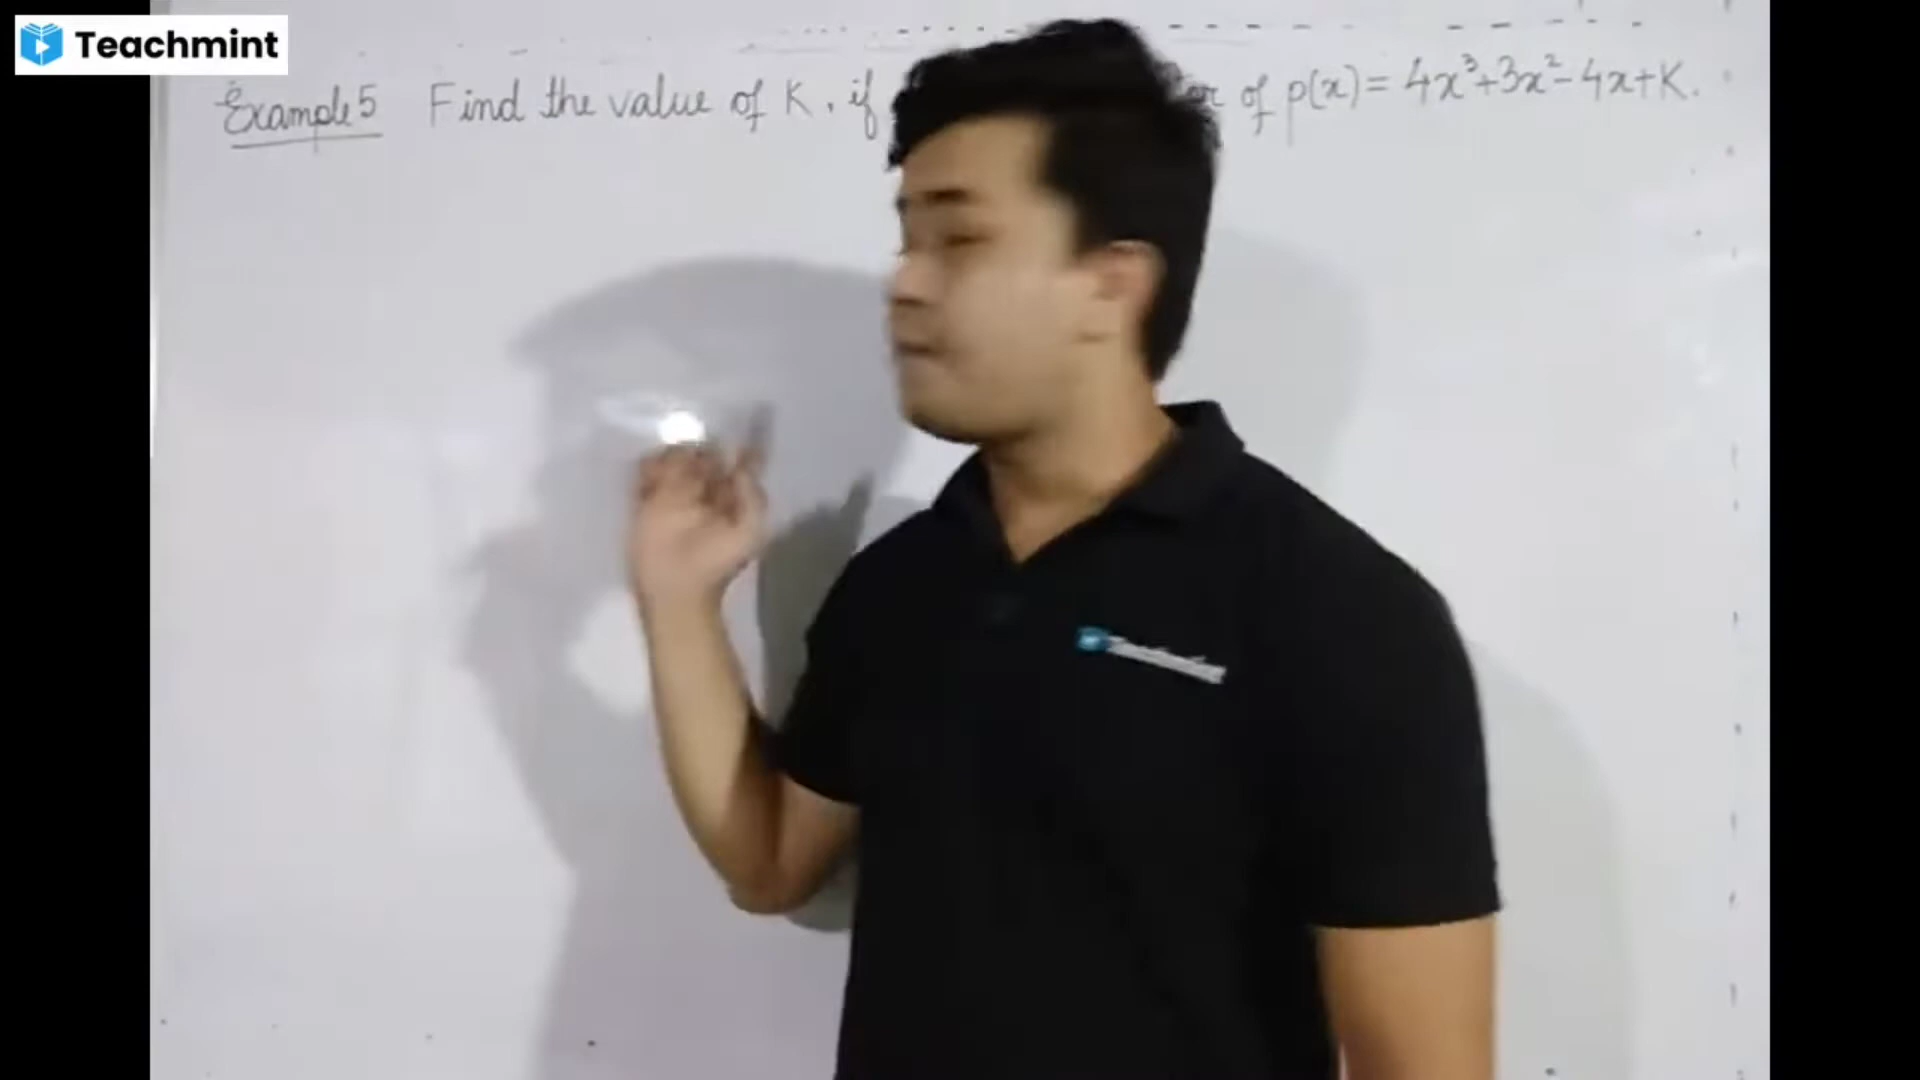 Teachmint
Example 5 Find the value of K, if of p(x) = 4x³+3x²-4x+K.